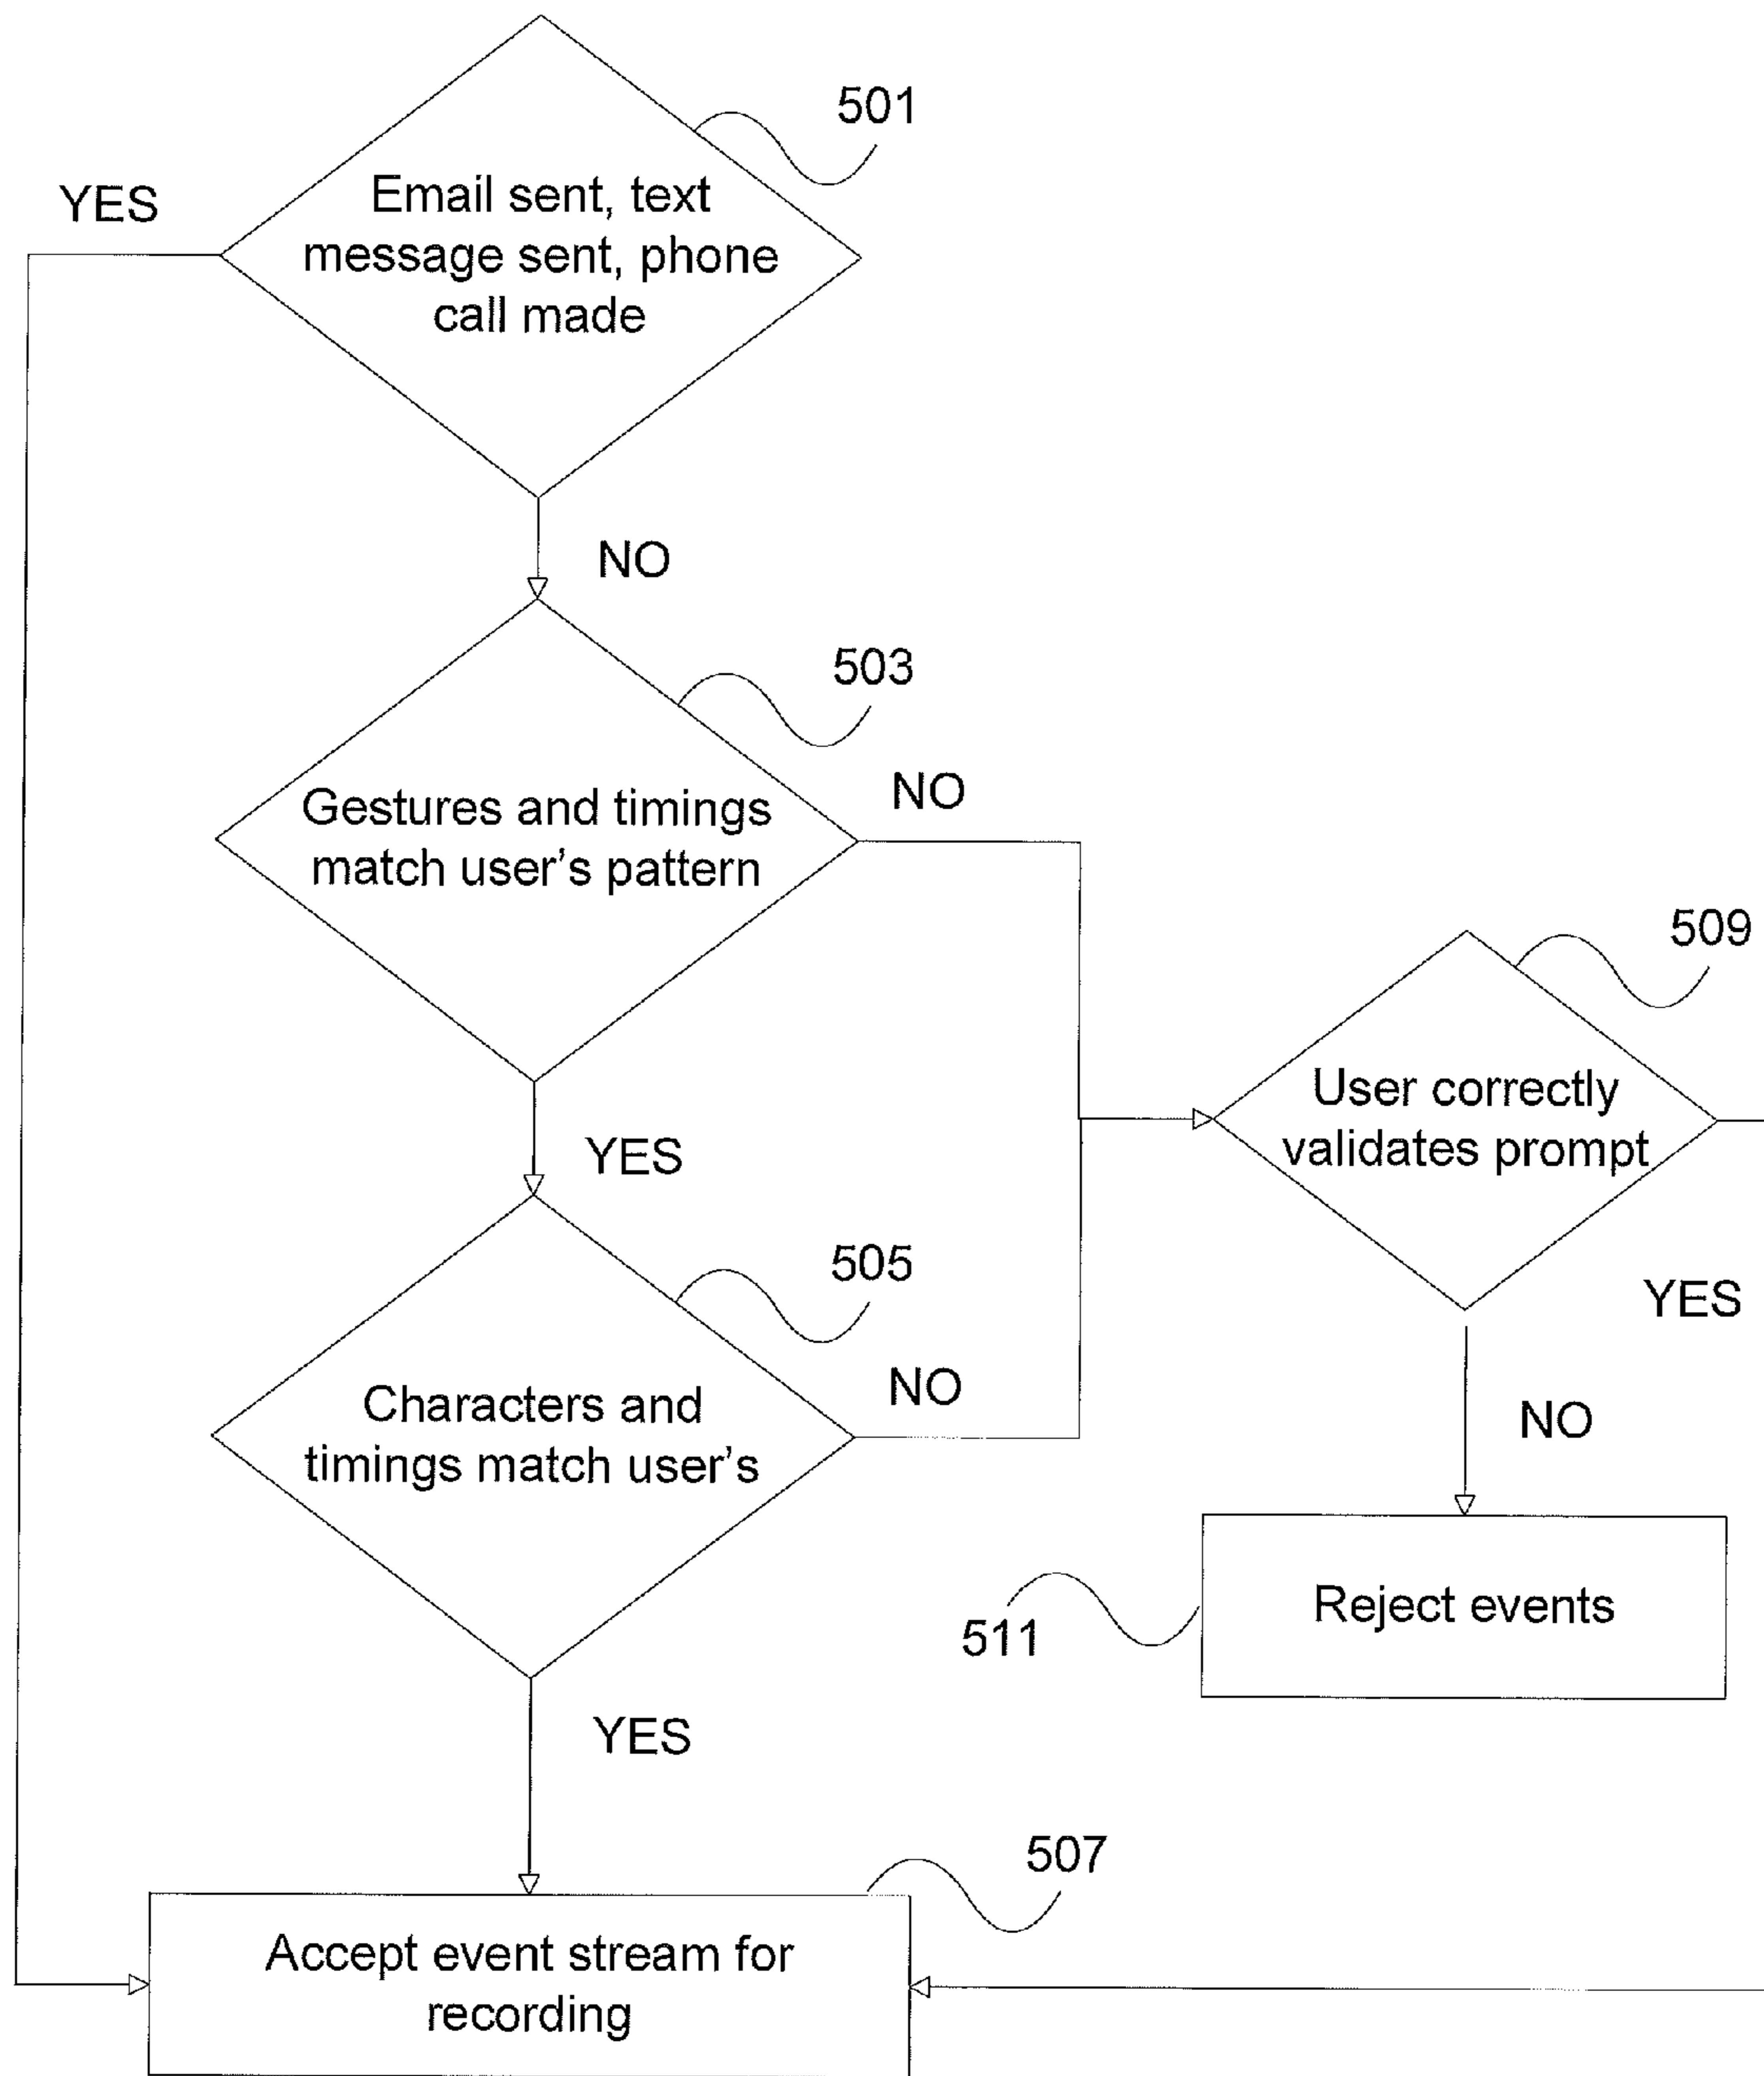 501
YES
Email sent, text
message sent, phone
call made
NO
503
Gestures and timings
match user's pattern
NO
509
User correctly
validates prompt
YES
505
Characters and
timings match user's
NO
YES
NO
Reject events
511
YES
507
Accept event stream for
recording